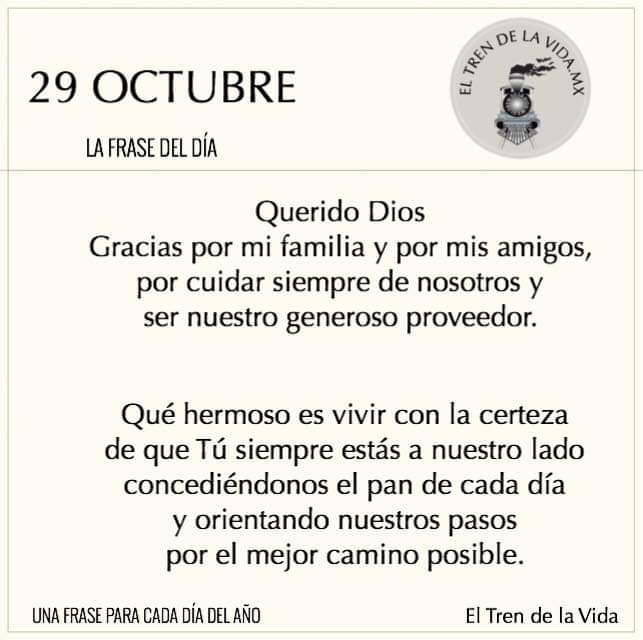 29 OCTUBRE
EL TREN DE LA VIDA.MX
LA FRASE DEL DÍA
Querido Dios
Gracias por mi familia y por mis amigos,
por cuidar siempre de nosotros y
ser nuestro generoso proveedor.
Qué hermoso es vivir con la certeza
de que Tú siempre estás a nuestro lado
concediéndonos el pan de cada día
y orientando nuestros pasos
por el mejor camino posible.
UNA FRASE PARA CADA DÍA DEL AÑO
El Tren de la Vida